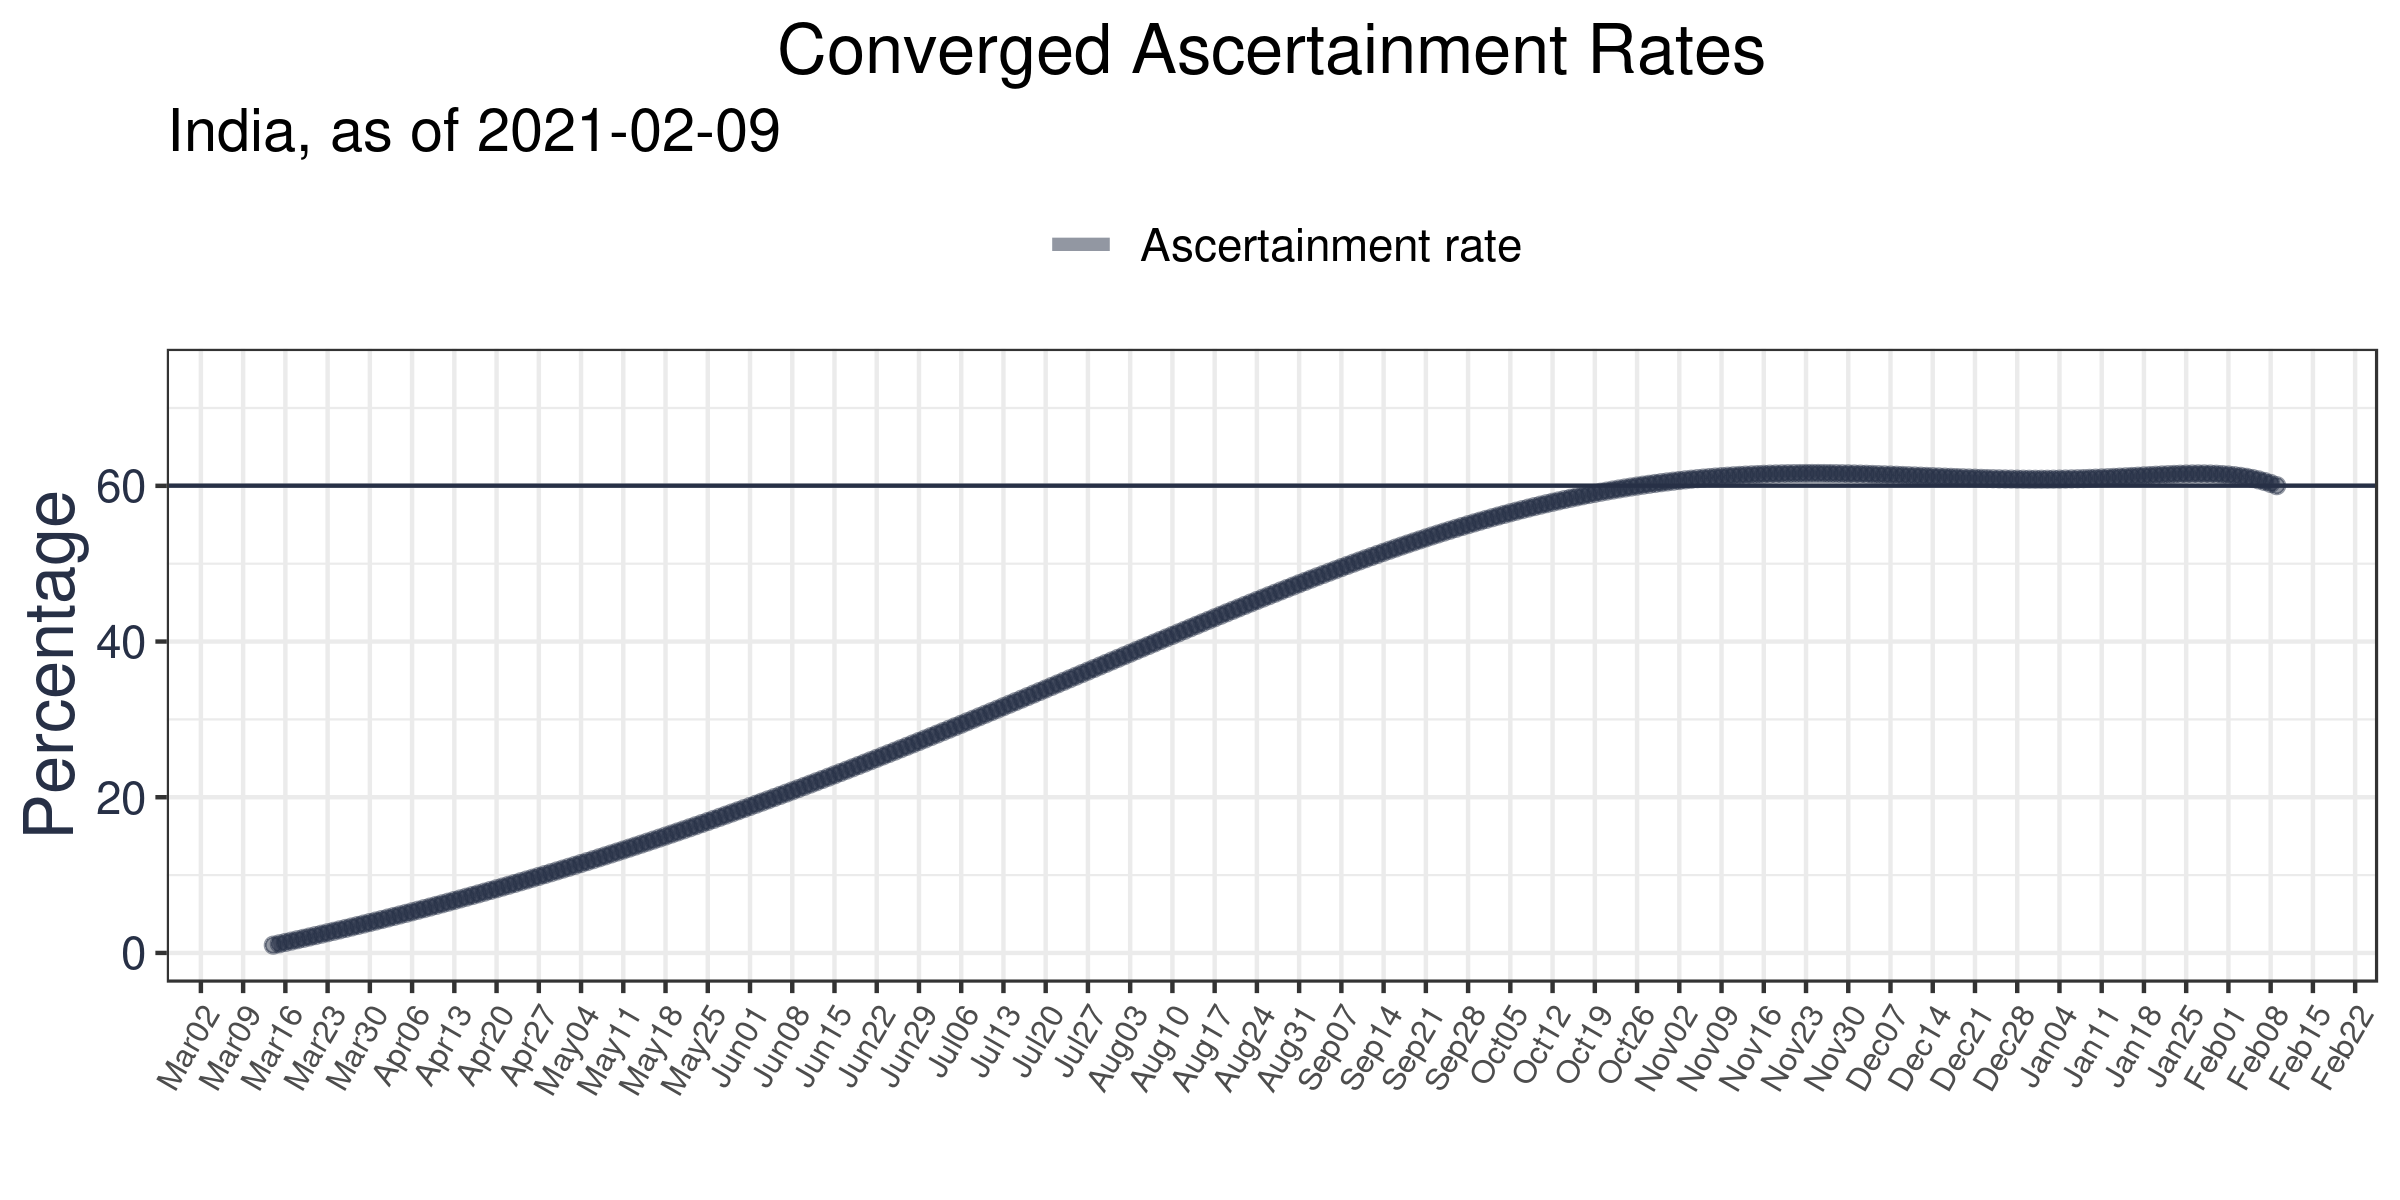 Converged Ascertainment Rates
India, as of 2021-02-09
Ascertainment rate
Percentage
60
40
20
0
Mar02 Mar09 Mar16 Mar23 Mar30 Apr06 Apr13 Apr20 Apr27 May04 May11 May18 May25 Jun01 Jun08 Jun15 Jun22 Jun29 Jul06 Jul13 Jul20 Jul27 Aug03 Aug10 Aug17 Aug24 Aug31 Sep07 Sep14 Sep21 Sep28 Oct05 Oct12 Oct19 Oct26 Nov02 Nov09 Nov16 Nov23 Nov30 Dec07 Dec14 Dec21 Dec28 Jan04 Jan11 Jan18 Jan25 Feb01 Feb08 Feb15 Feb22